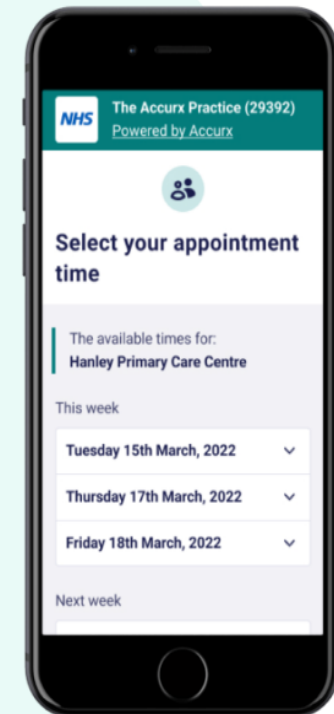 NHS
The Accurx Practice (29392)
Powered by Accurx
Select your appointment
time
The available times for:
Hanley Primary Care Centre
This week
Tuesday 15th March, 2022
Thursday 17th March, 2022
Friday 18th March, 2022
Next week